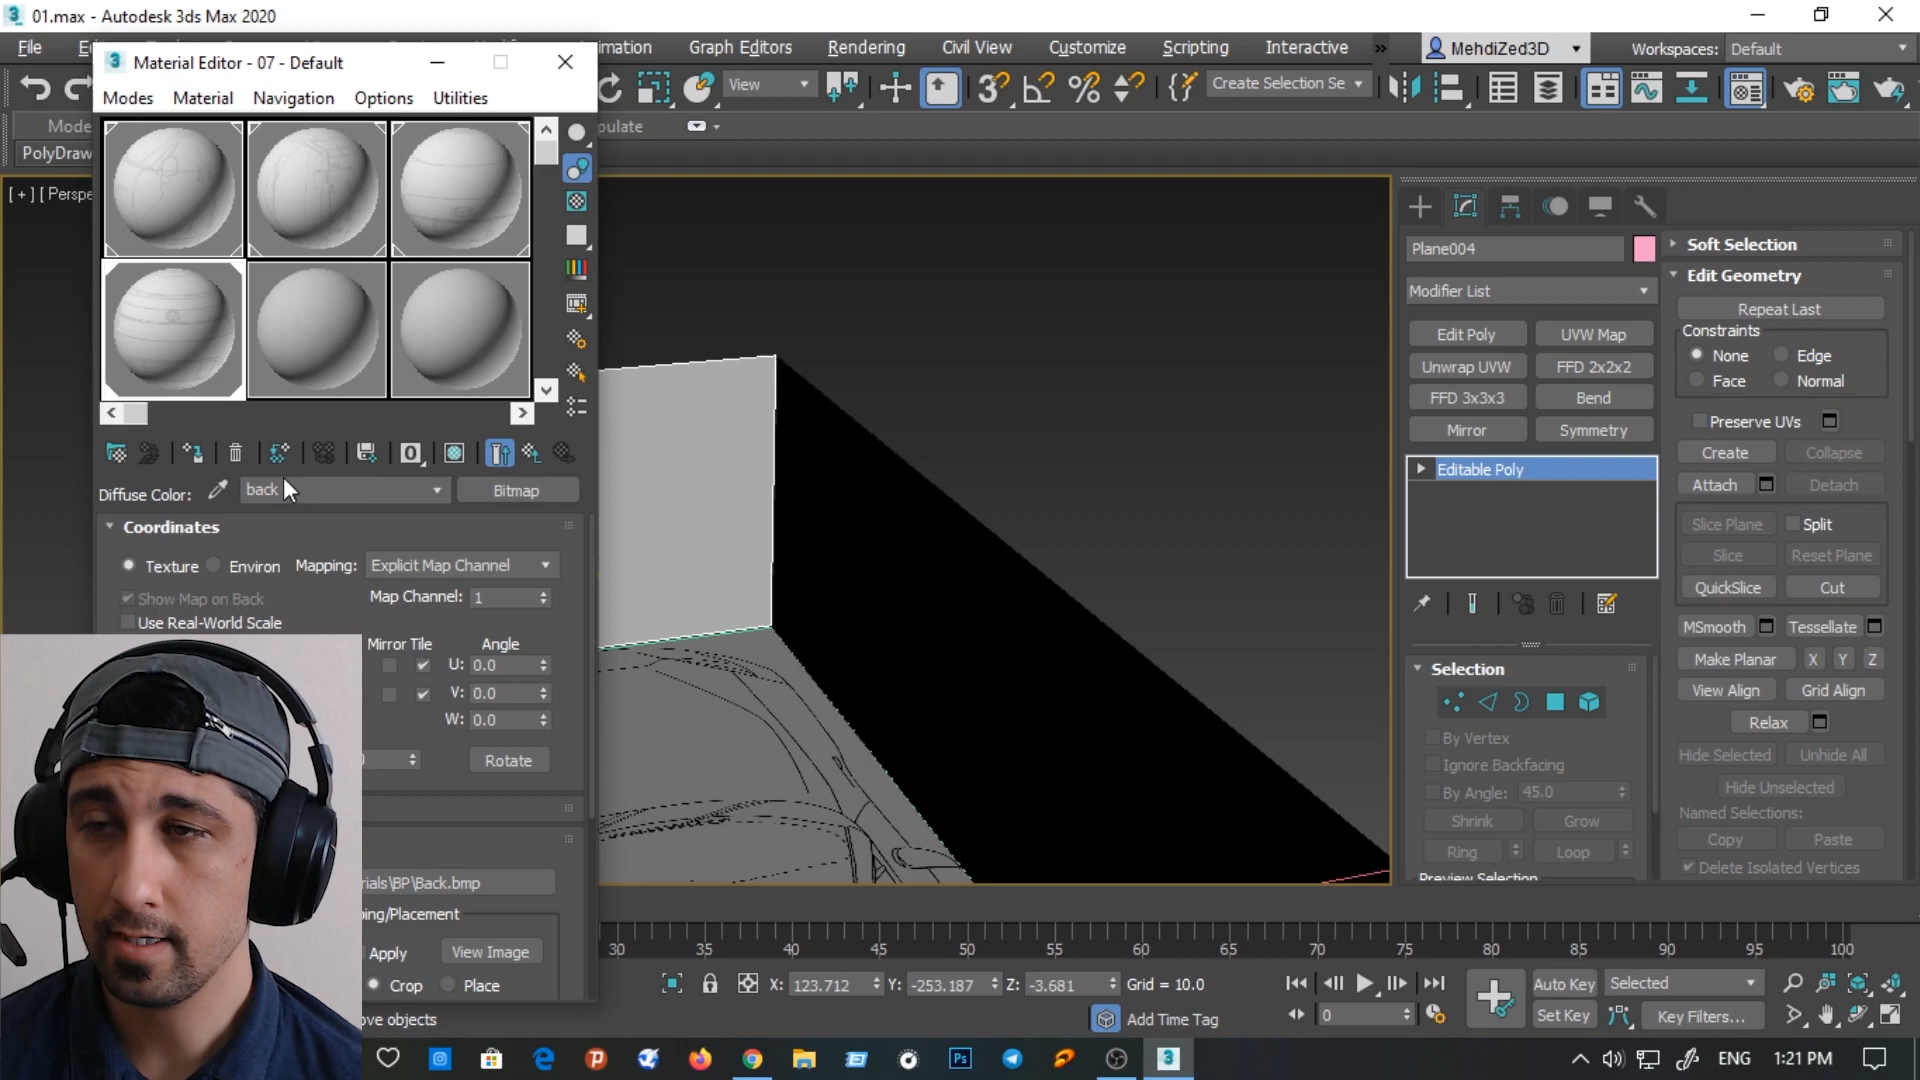 01.max - Autodesk 3ds Max 2020
File
Graph Editors
Rendering
Civil View
Customize
Scripting
Interactive
MehdiZed3D
Workspaces: Default
Material Editor - 07 - Default
Modes
Material
Navigation
Options
Utilities
View
Create Selection Se
PolyDraw
[ + ] [ Perspe
Diffuse Color:
back
Bitmap
Coordinates
Texture
Environ
Mapping:
Explicit Map Channel
Show Map on Back
Map Channel: 1
Use Real-World Scale
Mirror Tile
Angle
U: 0.0
V: 0.0
W: 0.0
Rotate
rials\BP\Back.bmp
ing/Placement
Apply
View Image
Crop
Place
ove objects
Plane004
Modifier List
Edit Poly
UVW Map
Unwrap UVW
FFD 2x2x2
FFD 3x3x3
Bend
Mirror
Symmetry
Editable Poly
Selection
By Vertex
Ignore Backfacing
By Angle: 45.0
Shrink
Grow
Ring
Loop
Preview Selection
Soft Selection
Edit Geometry
Repeat Last
Constraints
None
Edge
Face
Normal
Preserve UVs
Create
Collapse
Attach
Detach
Slice Plane
Split
Slice
Reset Plane
QuickSlice
Cut
MSmooth
Tessellate
Make Planar
X
Y
Z
View Align
Grid Align
Relax
Hide Selected
Unhide All
Hide Unselected
Named Selections:
Copy
Paste
Delete Isolated Vertices
30 35 40 45 50 55 60 65 70 75 80 85 90 95 100
X: 123.712
Y: -253.187
Z: -3.681
Grid = 10.0
Add Time Tag
0
Auto Key
Selected
Set Key
Key Filters...
ENG
1:21 PM